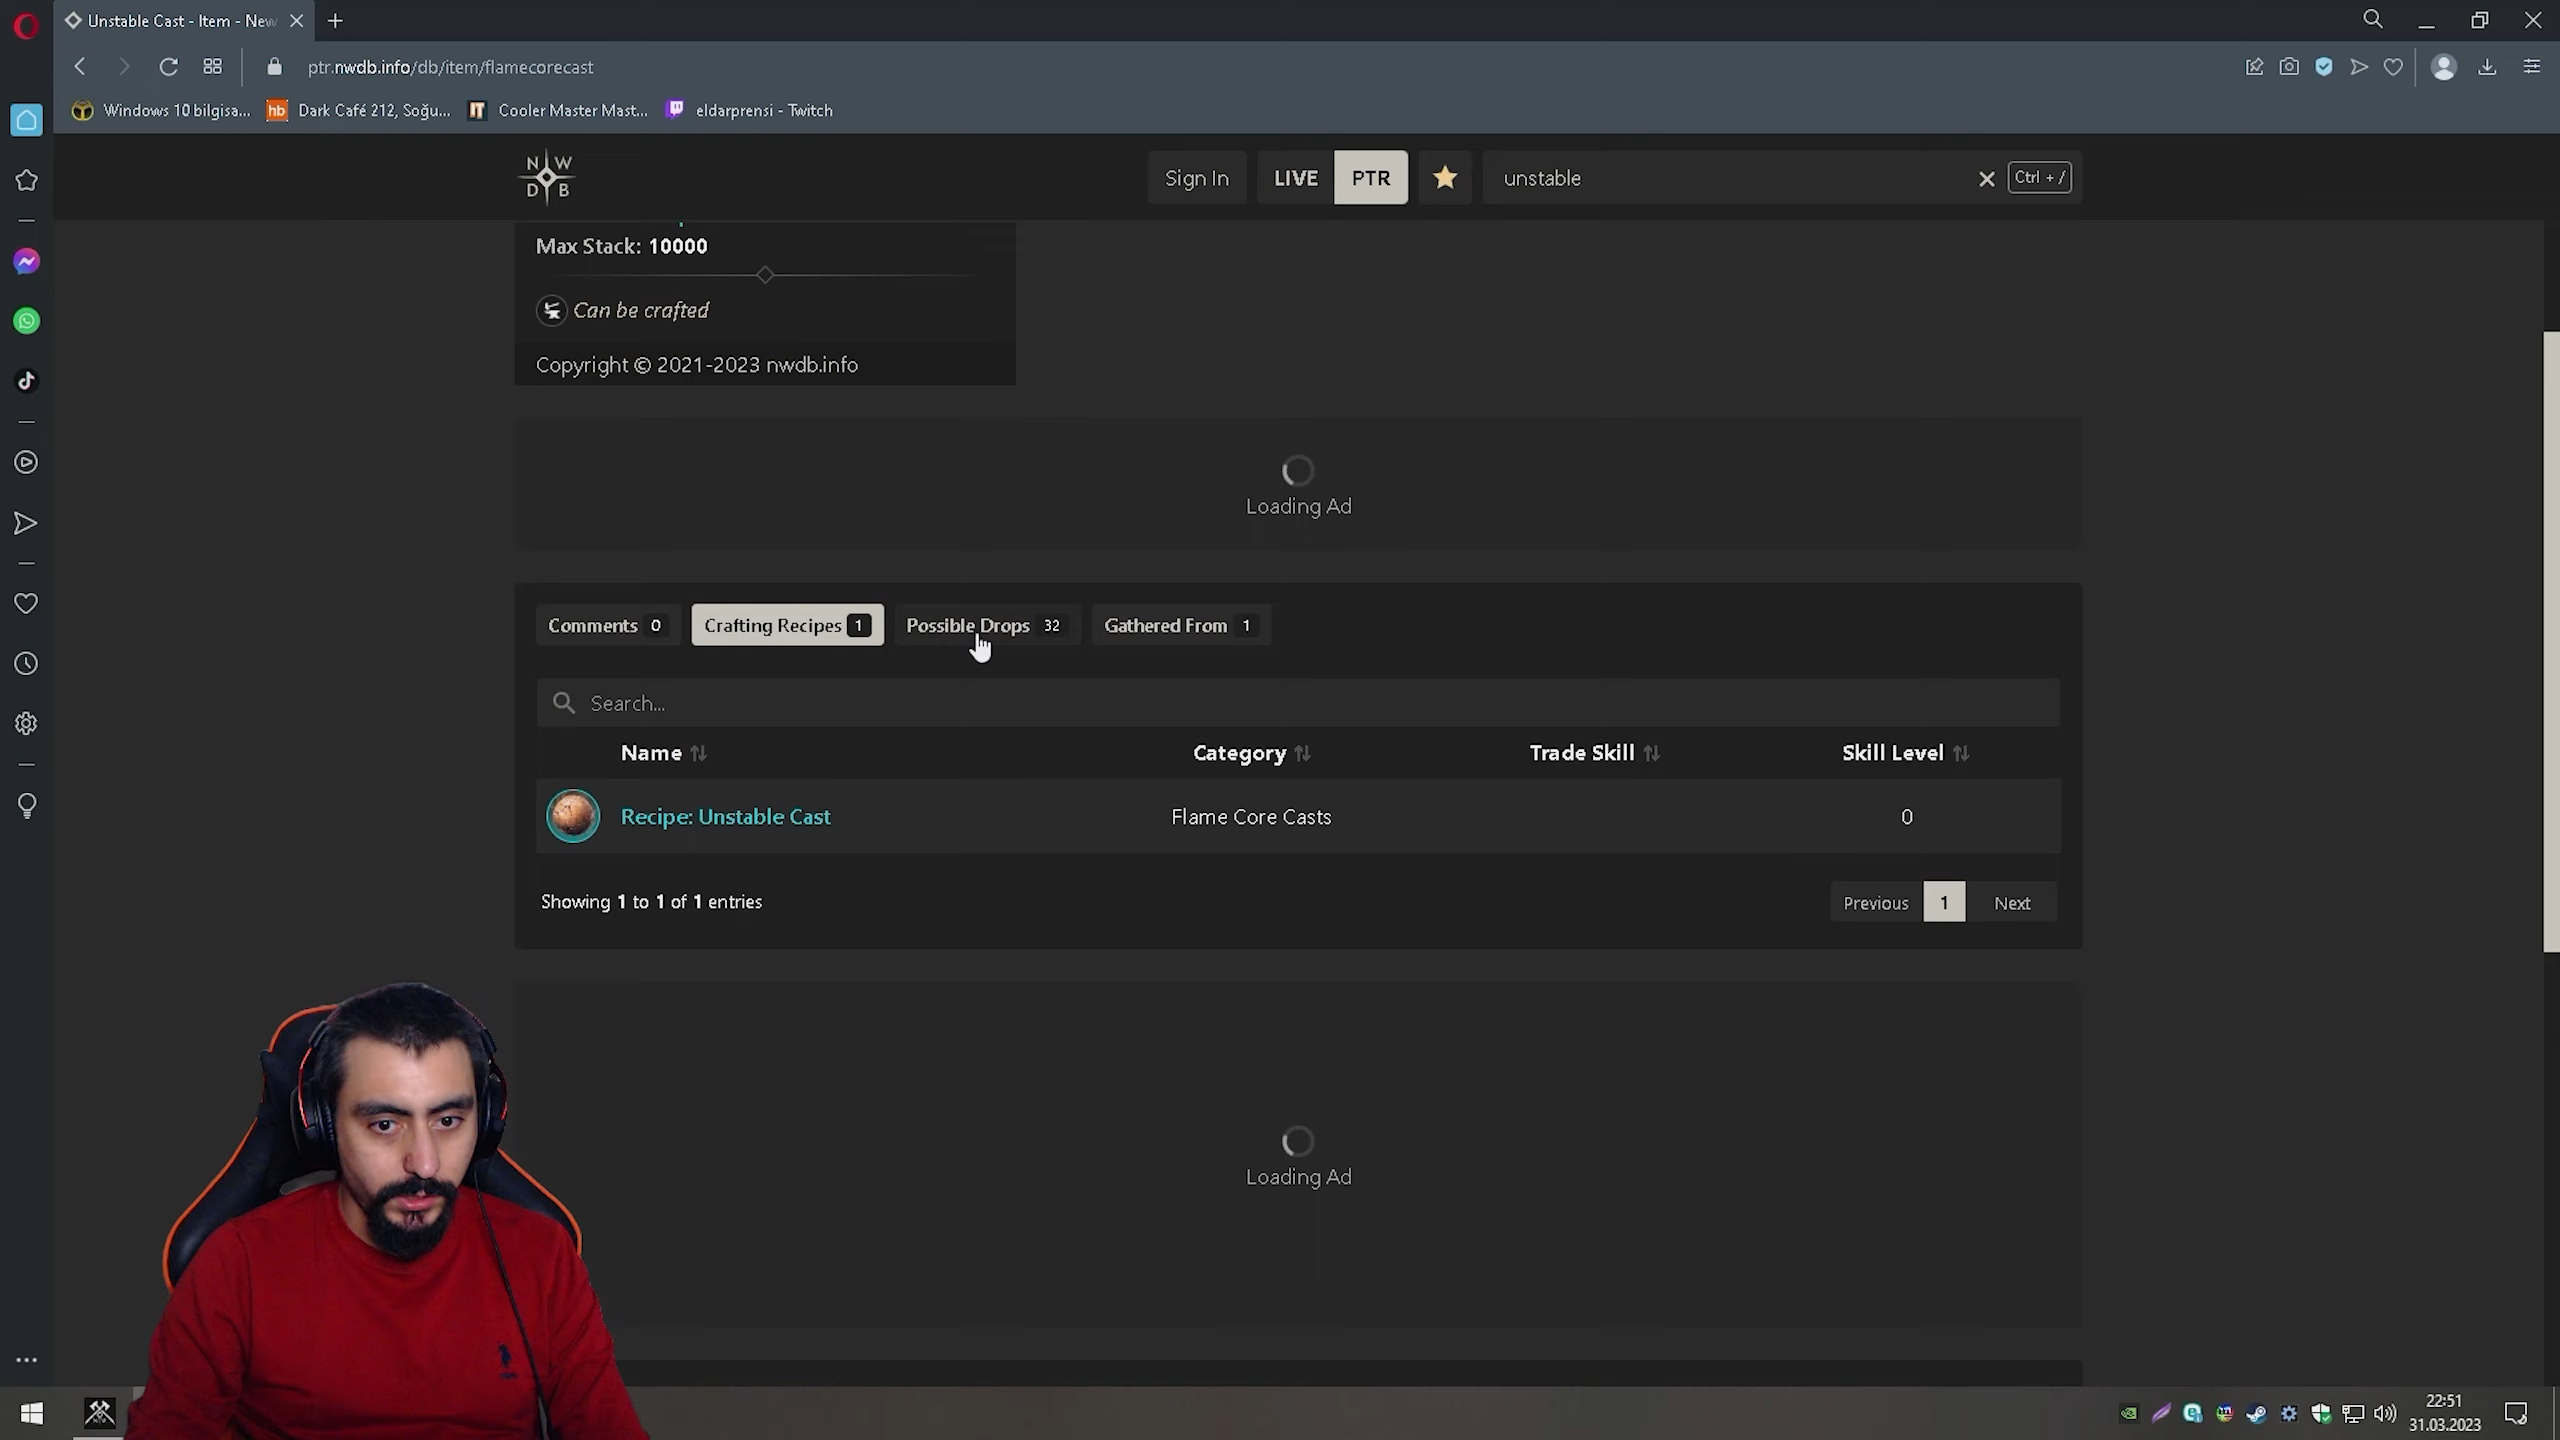 Unstable Cast - Item - New
ptr.nwdb.info/db/item/flamecorecast
Windows 10 bilgisa...
hb
Dark Café 212, Soğu...
IT
Cooler Master Mast...
eldarprensi - Twitch
N W
D B
Sign In
LIVE
PTR
unstable
Ctrl + /
Max Stack: 10000
Can be crafted
Copyright © 2021-2023 nwdb.info
Loading Ad
Comments 0
Crafting Recipes 1
Possible Drops 32
Gathered From 1
Search...
Name
Category
Trade Skill
Skill Level
Recipe: Unstable Cast
Flame Core Casts
0
Showing 1 to 1 of 1 entries
Previous
1
Next
Loading Ad
22:51
31.03.2023